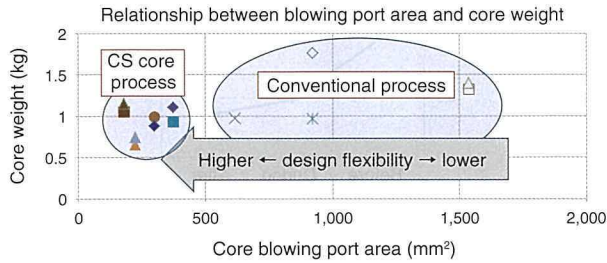 Relationship between blowing port area and core weight
Core weight (kg)
2
1.5
1
0.5
0
CS core
process
Conventional process
Higher ← design flexibility → lower
0
500
1,000
1,500
2,000
Core blowing port area (mm²)